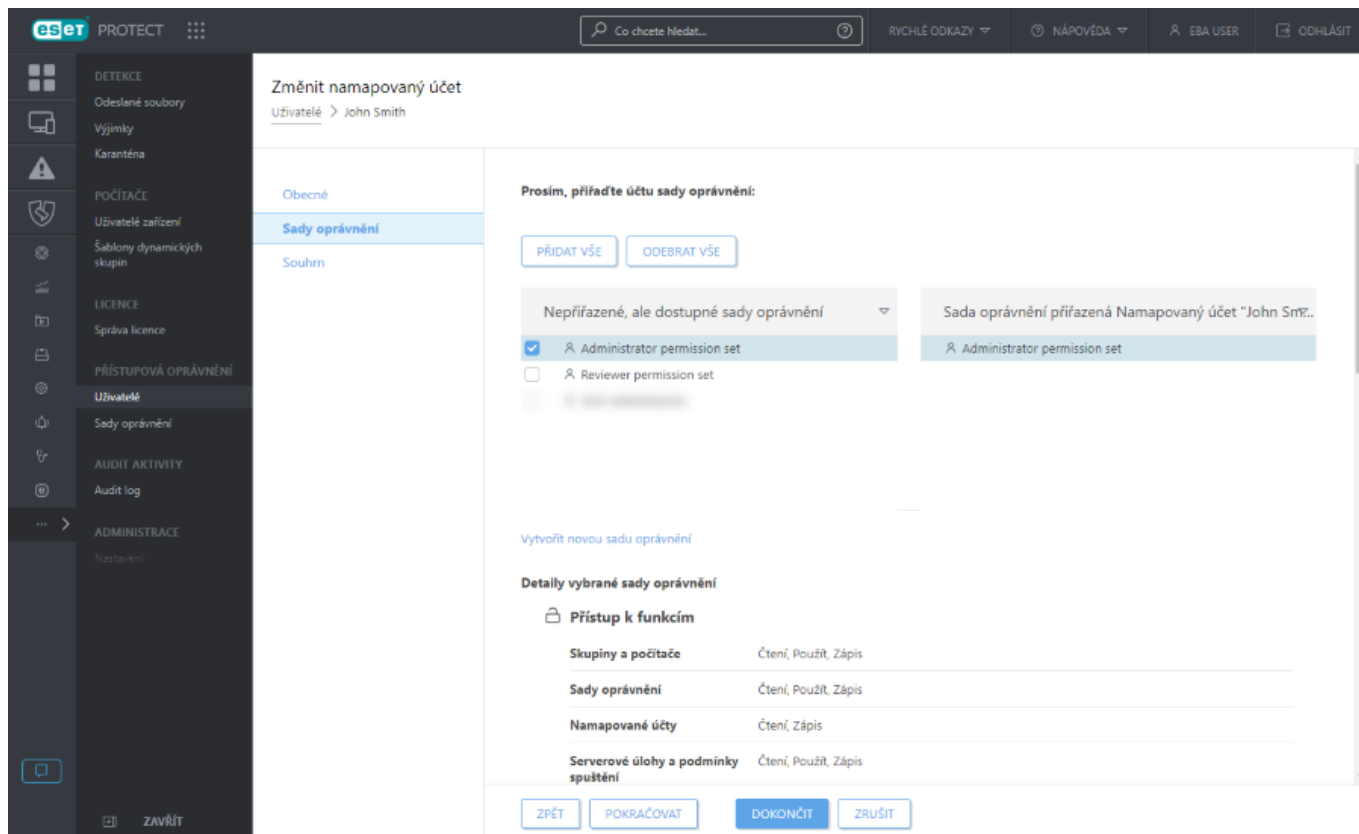 eset PROTECT
Co chcete hledat...
RYCHLÉ ODKAZY
NÁPOVĚDA
EBA USER
ODHLÁSIT
DETEKCE
Odeslané soubory
Výjimky
Karanténa
POČÍTAČE
Uživatelé zařízení
Šablony dynamických
skupin
LICENCE
Správa licence
PŘÍSTUPOVÁ OPRÁVNĚNÍ
Uživatelé
Sady oprávnění
AUDIT AKTIVITY
Audit log
ADMINISTRACE
Nastavení
ZAVŘÍT
Změnit namapovaný účet
Uživatelé > John Smith
Obecné
Sady oprávnění
Souhrn
Prosím, přiřaďte účtu sady oprávnění:
PŘIDAT VŠE
ODEBRAT VŠE
Nepřiřazené, ale dostupné sady oprávnění
Administrator permission set
Reviewer permission set
Sada oprávnění přiřazená Namapovaný účet "John Sm...
Administrator permission set
Vytvořit novou sadu oprávnění
Detaily vybrané sady oprávnění
Přístup k funkcím
Skupiny a počítače Čtení, Použít, Zápis
Sady oprávnění Čtení, Použít, Zápis
Namapované účty Čtení, Zápis
Serverové úlohy a podmínky Čtení, Použít, Zápis
spuštění
ZPĚT
POKRAČOVAT
DOKONČIT
ZRUŠIT